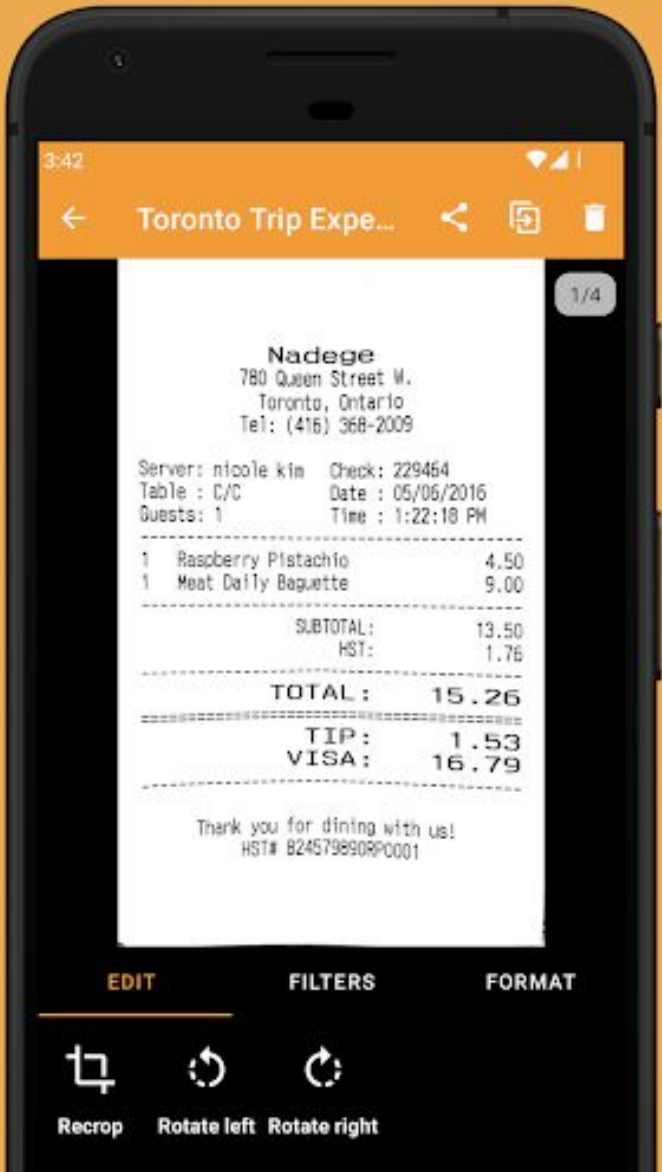 3:42
Toronto Trip Expe...
1/4
Nadege
780 Queen Street W.
Toronto, Ontario
Tel: (416) 368-2009
Server: nicole kim Check: 229464
Table : C/C Date : 05/06/2016
Guests: 1 Time : 1:22:18 PM
1 Raspberry Pistachio 4.50
1 Meat Daily Baguette 9.00
SUBTOTAL: 13.50
HST: 1.76
TOTAL: 15.26
TIP: 1.53
VISA: 16.79
Thank you for dining with us!
HST# 824579890RP0001
EDIT FILTERS FORMAT
Recrop Rotate left Rotate right